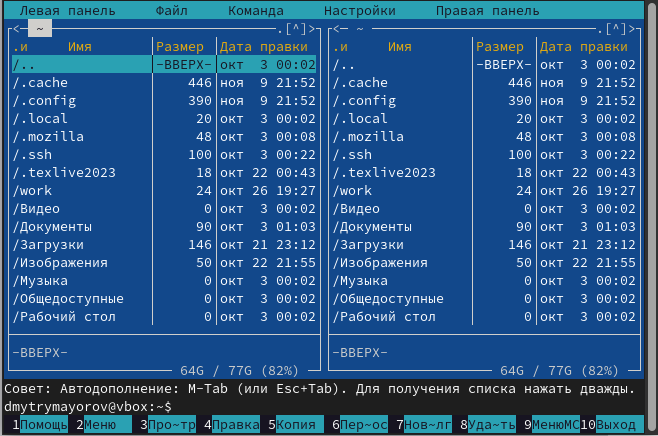 Левая панель Файл Команда Настройки Правая панель
<- ~ .[^]> <- ~ .[^]>
.и Имя Размер Дата правки .и Имя Размер Дата правки
/.. -ВВЕРХ- окт 3 00:02 /.. -ВВЕРХ- окт 3 00:02
/.cache 446 ноя 9 21:52 /.cache 446 ноя 9 21:52
/.config 390 ноя 9 21:52 /.config 390 ноя 9 21:52
/.local 20 окт 3 00:02 /.local 20 окт 3 00:02
/.mozilla 48 окт 3 00:08 /.mozilla 48 окт 3 00:08
/.ssh 100 окт 3 00:22 /.ssh 100 окт 3 00:22
/.texlive2023 18 окт 22 00:43 /.texlive2023 18 окт 22 00:43
/work 24 окт 26 19:27 /work 24 окт 26 19:27
/Видео 0 окт 3 00:02 /Видео 0 окт 3 00:02
/Документы 90 окт 3 01:03 /Документы 90 окт 3 01:03
/Загрузки 146 окт 21 23:12 /Загрузки 146 окт 21 23:12
/Изображения 50 окт 22 21:55 /Изображения 50 окт 22 21:55
/Музыка 0 окт 3 00:02 /Музыка 0 окт 3 00:02
/Общедоступные 0 окт 3 00:02 /Общедоступные 0 окт 3 00:02
/Рабочий стол 0 окт 3 00:02 /Рабочий стол 0 окт 3 00:02
-ВВЕРХ- -ВВЕРХ-
64G / 77G (82%) 64G / 77G (82%)
Совет: Автодополнение: M-Tab (или Esc+Tab). Для получения списка нажать дважды.
dmytrymayorov@vbox:~$
1Помощь 2Меню 3Про~тр 4Правка 5Копия 6Пер~ос 7Нов~лг 8Уда~ть 9МенюМС 10Выход